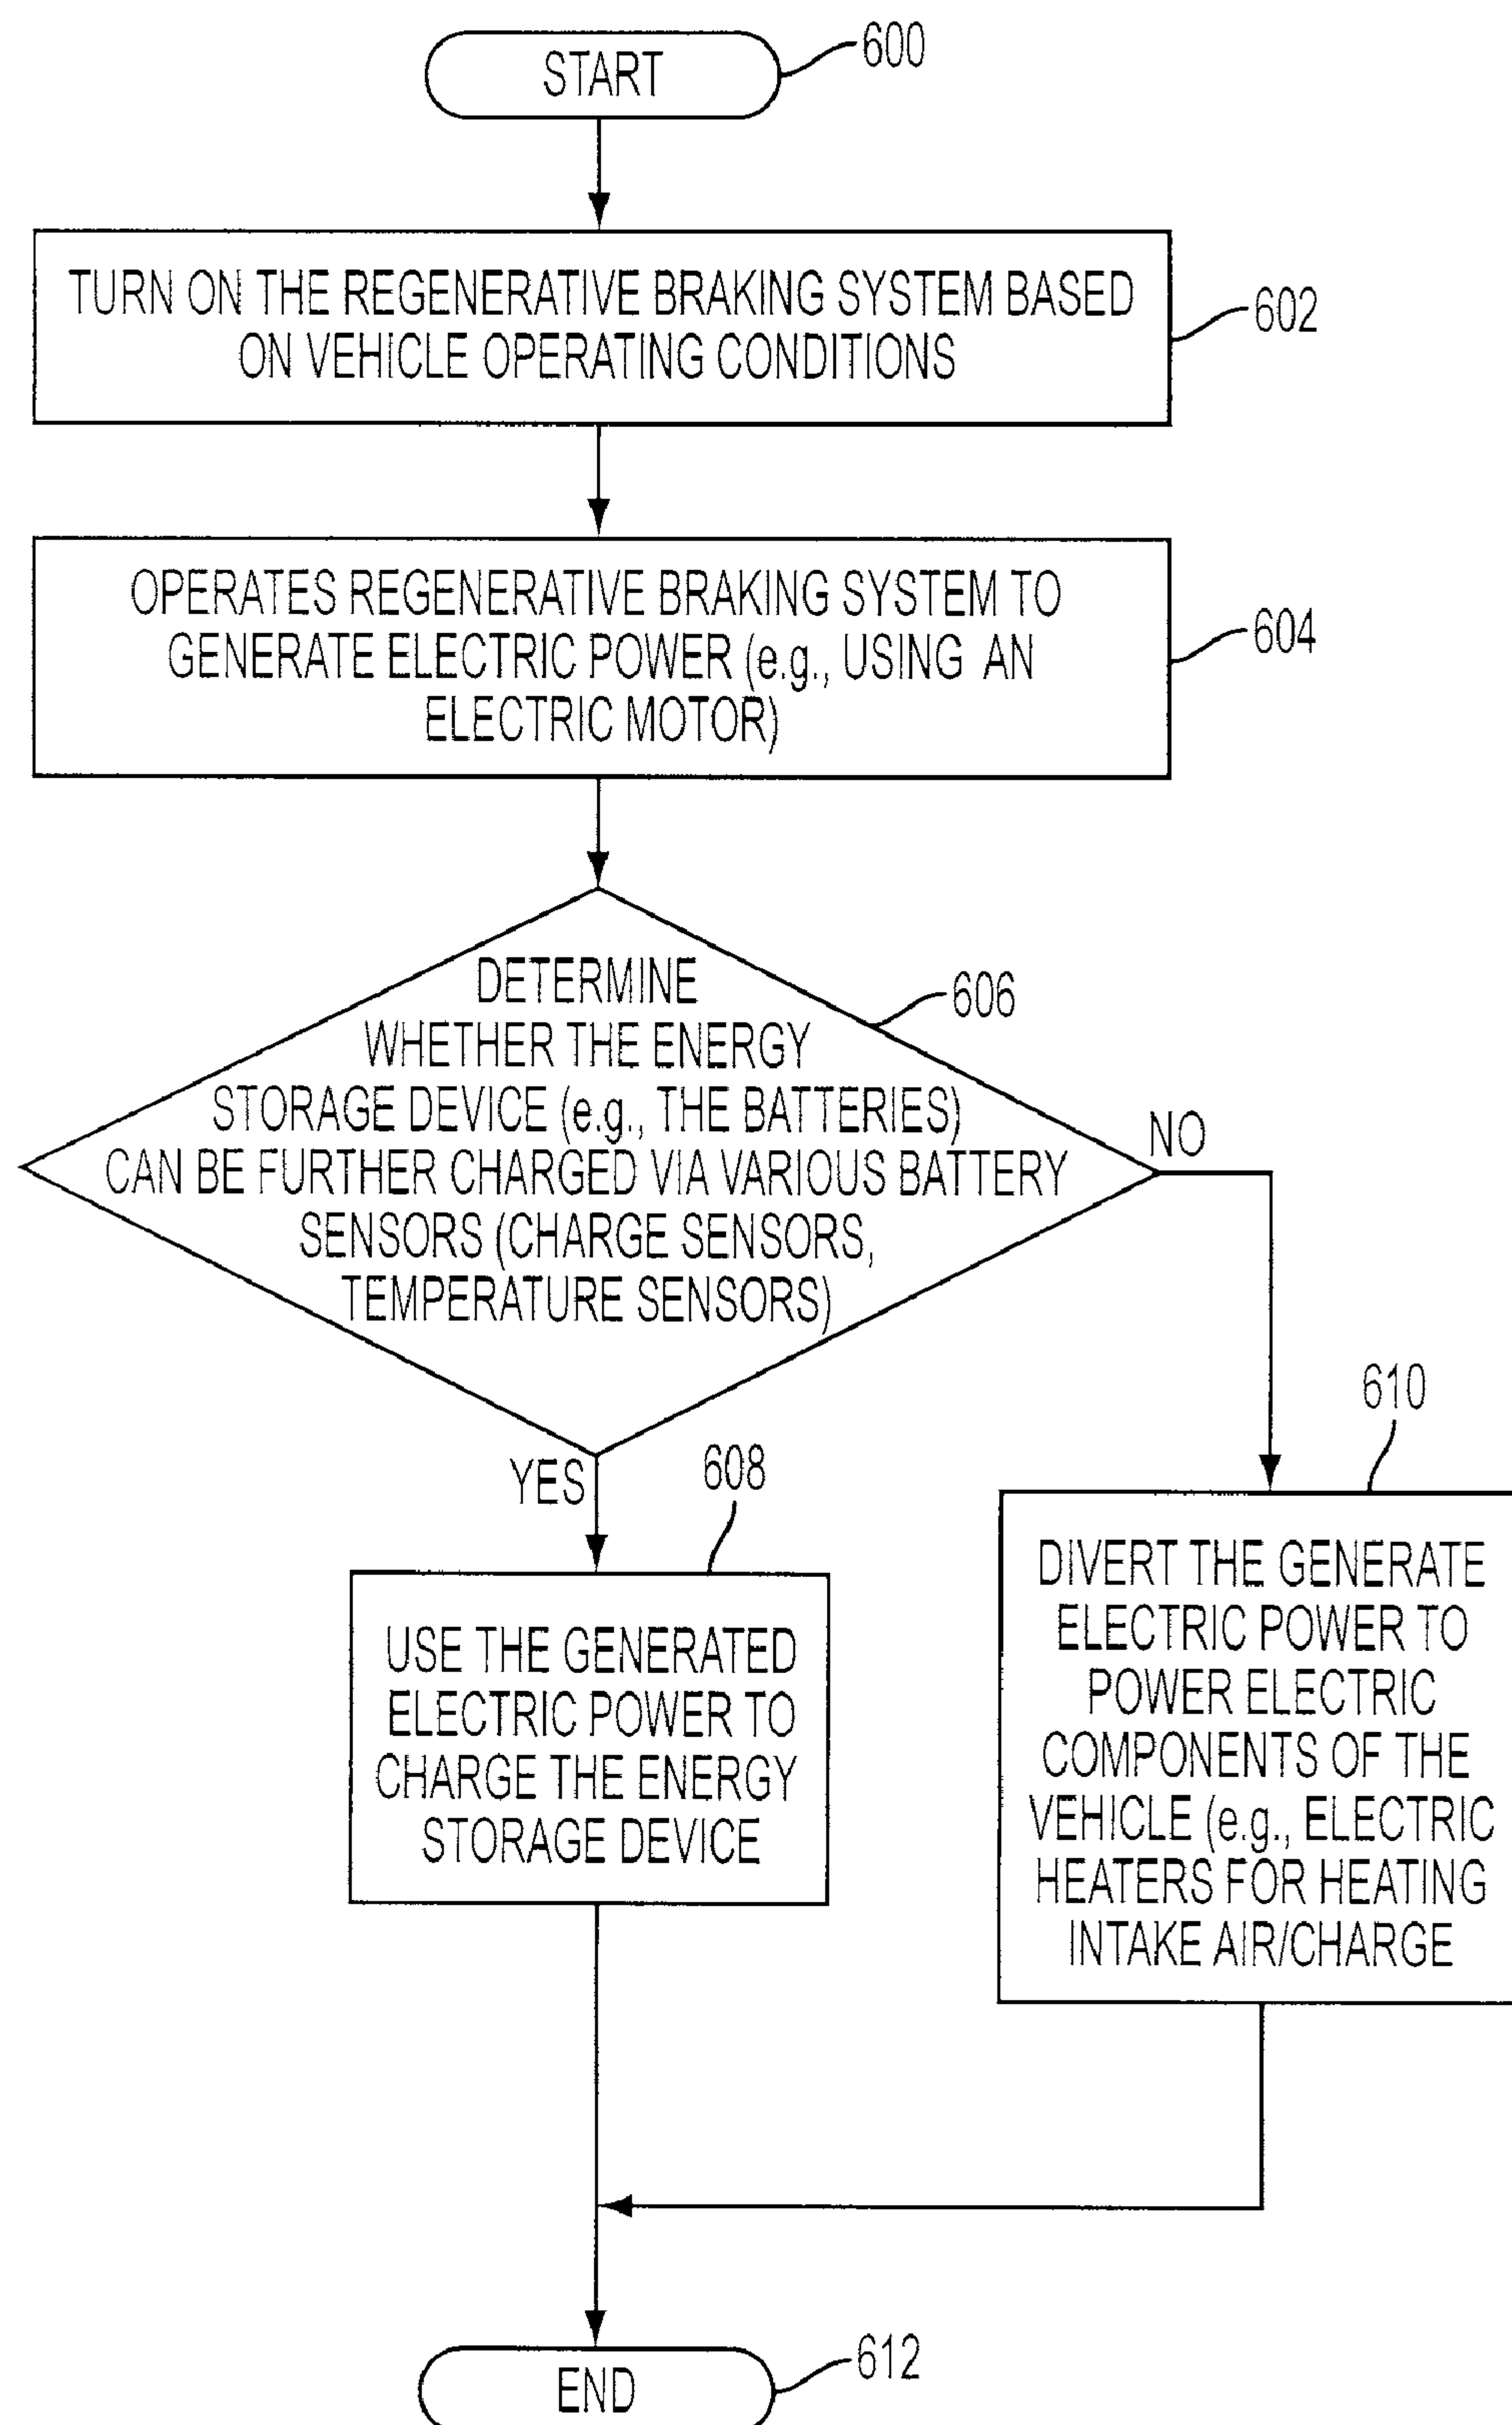 START
600
TURN ON THE REGENERATIVE BRAKING SYSTEM BASED
ON VEHICLE OPERATING CONDITIONS
602
OPERATES REGENERATIVE BRAKING SYSTEM TO
GENERATE ELECTRIC POWER (e.g., USING AN
ELECTRIC MOTOR)
604
DETERMINE
WHETHER THE ENERGY
STORAGE DEVICE (e.g., THE BATTERIES)
CAN BE FURTHER CHARGED VIA VARIOUS BATTERY
SENSORS (CHARGE SENSORS,
TEMPERATURE SENSORS)
606
NO
YES
608
USE THE GENERATED
ELECTRIC POWER TO
CHARGE THE ENERGY
STORAGE DEVICE
610
DIVERT THE GENERATE
ELECTRIC POWER TO
POWER ELECTRIC
COMPONENTS OF THE
VEHICLE (e.g., ELECTRIC
HEATERS FOR HEATING
INTAKE AIR/CHARGE
END
612